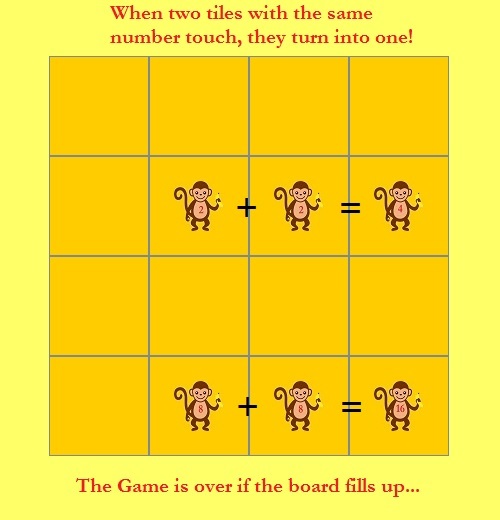 When two tiles with the same
number touch, they turn into one!
2 + 2 = 4
8 + 8 = 16
The Game is over if the board fills up...